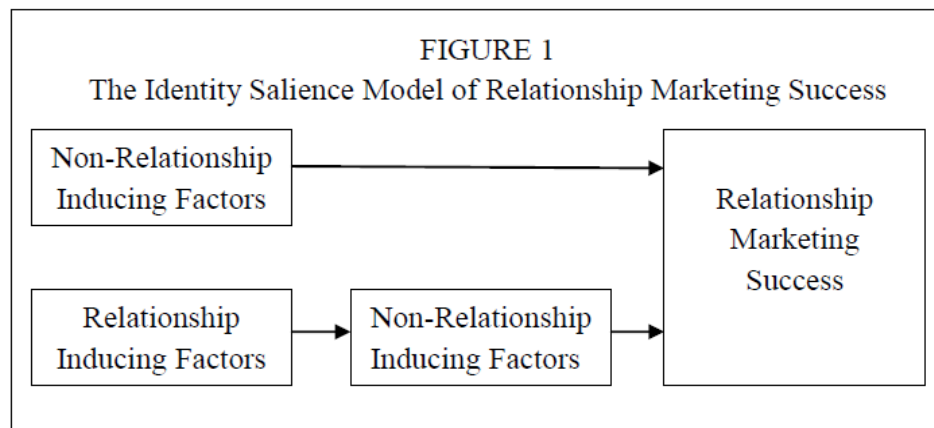 FIGURE 1
The Identity Salience Model of Relationship Marketing Success
Non-Relationship
Inducing Factors
Relationship
Marketing
Success
Relationship
Inducing Factors
Non-Relationship
Inducing Factors